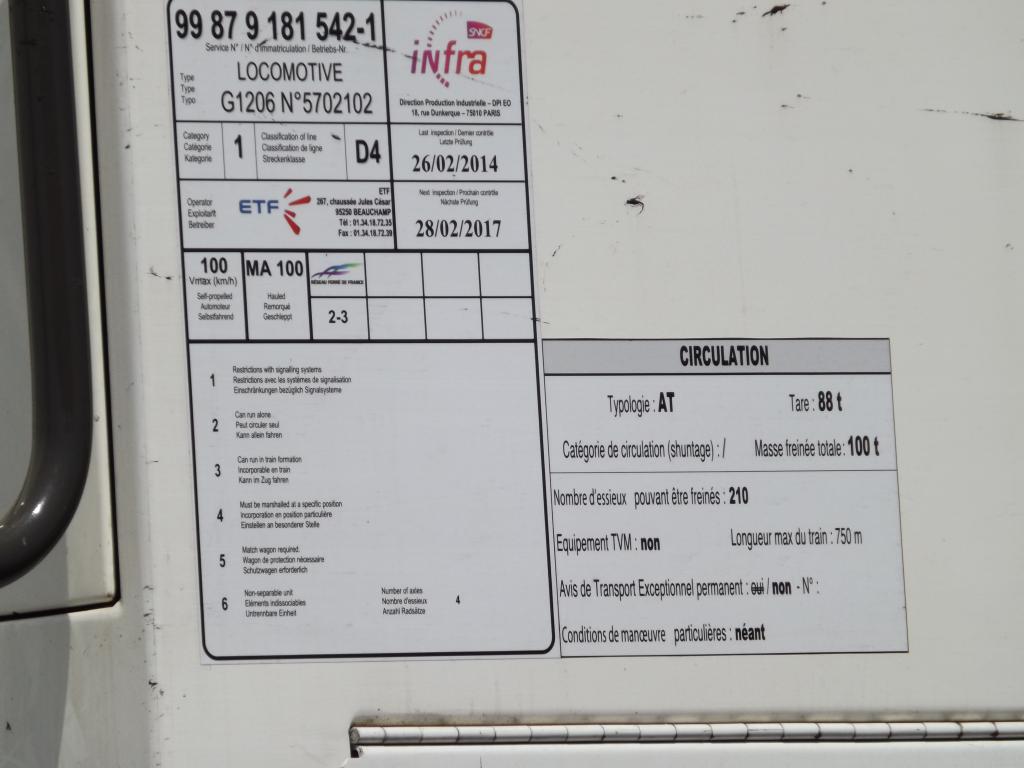 99 87 9 181 542-1
Service N° / N° d'immatriculation / Betriebs-Nr.
Type
Type
Typo
LOCOMOTIVE
G1206 N°5702102
SNCF
infra
Direction Production Industrielle – DPI EO
18, rue Dunkerque – 75010 PARIS
Category
Catégorie
Kategorie
1
Classification of line
Classification de ligne
Streckenklasse
D4
Last inspection / Dernier contrôle
Letzte Prüfung
26/02/2014
Operator
Exploitant
Betreiber
ETF
ETF
267, chaussée Jules César
95250 BEAUCHAMP
Tél : 01.34.18.72.35
Fax : 01.34.18.72.39
Next inspection / Prochain contrôle
Nächste Prüfung
28/02/2017
100
Vmax (km/h)
Self-propelled
Automoteur
Selbstfahrend
MA 100
Hauled
Remorqué
Geschleppt
RÉSEAU FERRÉ DE FRANCE
2-3
1
Restrictions with signalling systems
Restrictions avec les systèmes de signalisation
Einschränkungen bezüglich Signalsysteme
2
Can run alone
Peut circuler seul
Kann allein fahren
3
Can run in train formation
Incorporable en train
Kann im Zug fahren
4
Must be marshalled at a specific position
Incorporation en position particulière
Einstellen an besonderer Stelle
5
Match wagon required.
Wagon de protection nécessaire
Schutzwagen erforderlich
6
Non-separable unit
Eléments indissociables
Untrennbare Einheit
Number of axles
Nombre d'essieux
Anzahl Radsätze
4
CIRCULATION
Typologie : AT Tare : 88 t
Catégorie de circulation (shuntage) : / Masse freinée totale : 100 t
Nombre d'essieux pouvant être freinés : 210
Equipement TVM : non Longueur max du train : 750 m
Avis de Transport Exceptionnel permanent : oui / non - N° :
Conditions de manœuvre particulières : néant